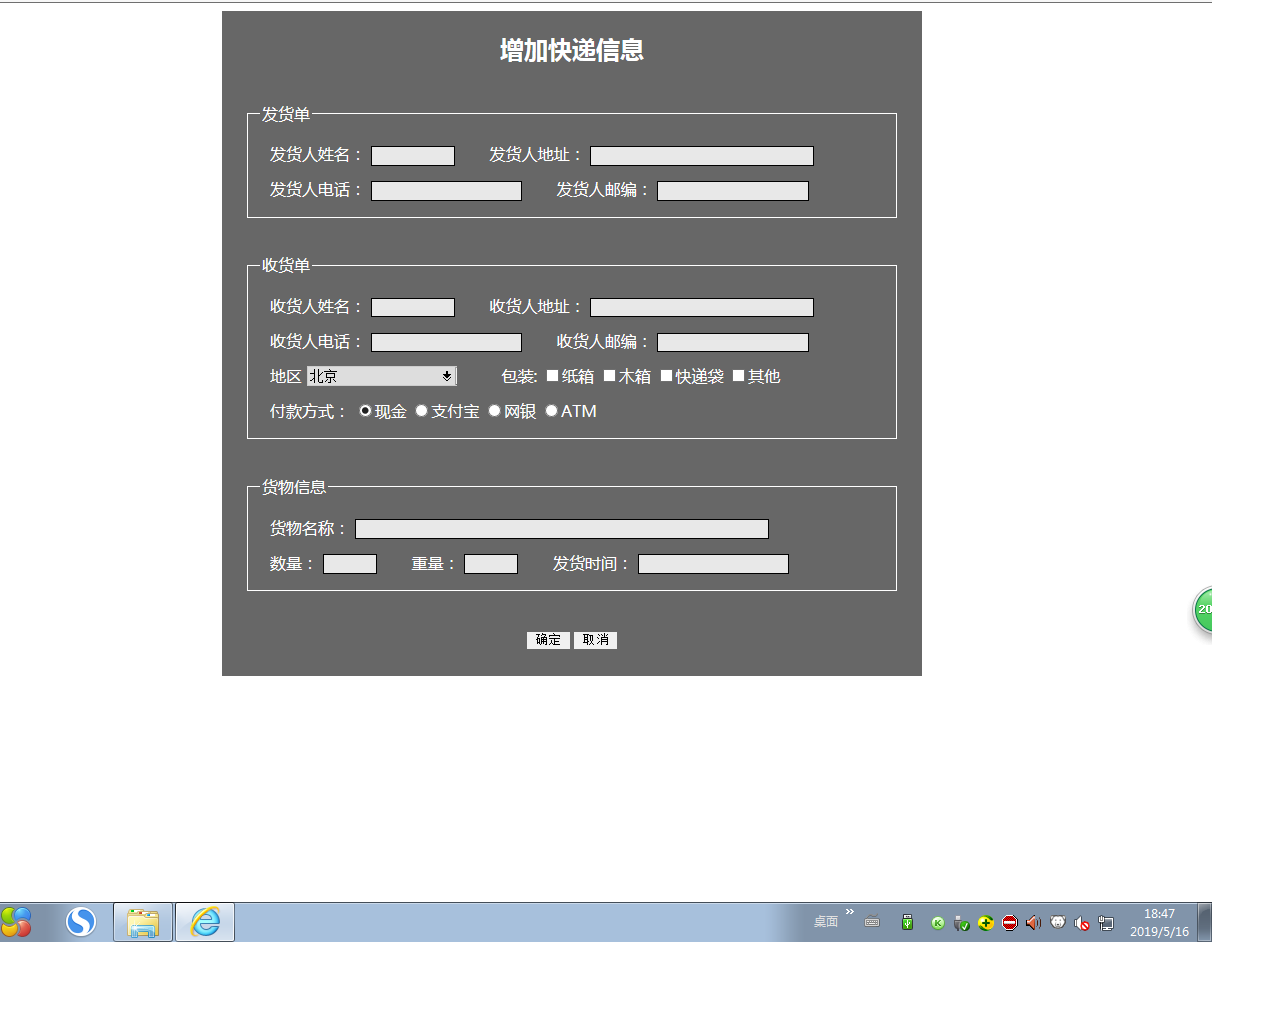 增加快递信息
发货单
发货人姓名： 发货人地址：
发货人电话： 发货人邮编：
收货单
收货人姓名： 收货人地址：
收货人电话： 收货人邮编：
地区 北京 包装: 纸箱 木箱 快递袋 其他
付款方式： 现金 支付宝 网银 ATM
货物信息
货物名称：
数量： 重量： 发货时间：
20
确定 取消
桌面 »
18:47
2019/5/16